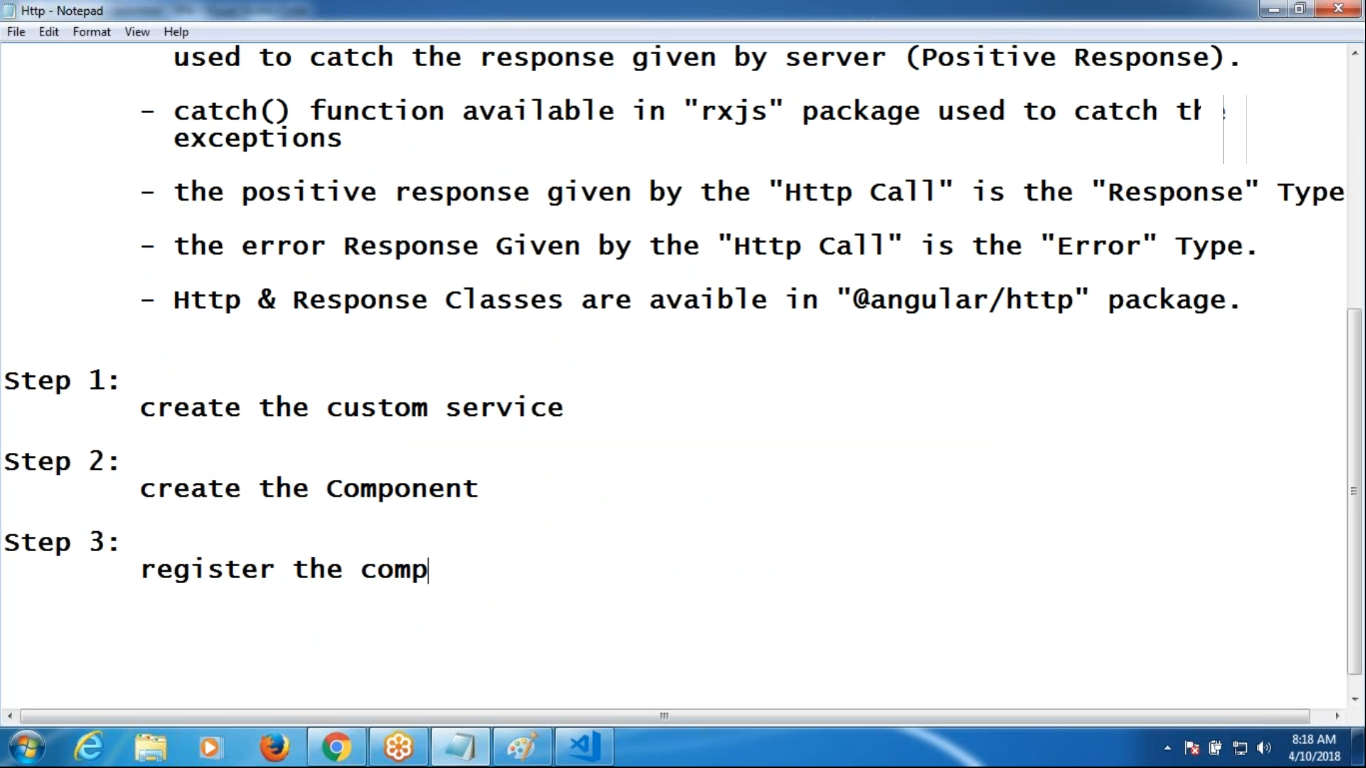 Http - Notepad
File Edit Format View Help
used to catch the response given by server (Positive Response).
- catch() function available in "rxjs" package used to catch the
exceptions
- the positive response given by the "Http Call" is the "Response" Type
- the error Response Given by the "Http Call" is the "Error" Type.
- Http & Response Classes are avaible in "@angular/http" package.
Step 1:
create the custom service
Step 2:
create the Component
Step 3:
register the comp
8:18 AM
4/10/2018